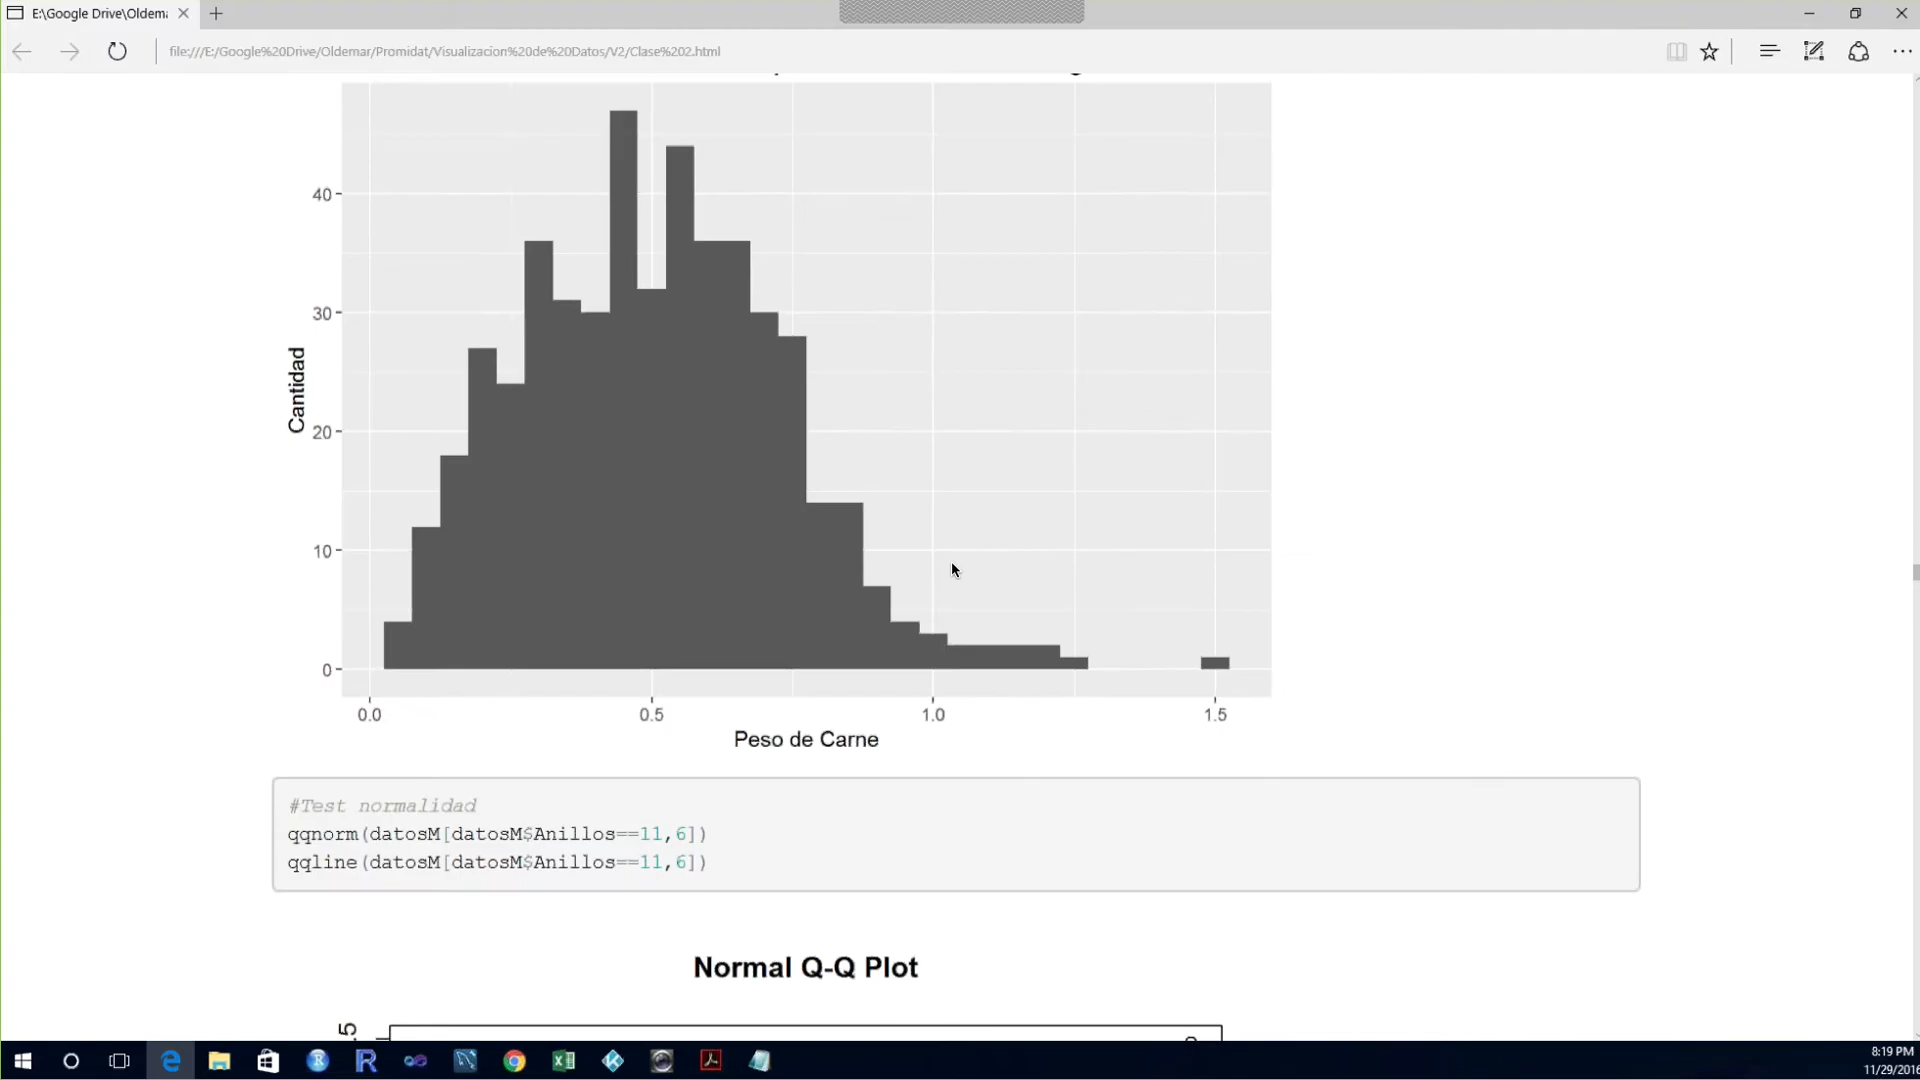 E:\Google Drive\Oldema
file:///E:/Google%20Drive/Oldemar/Promidat/Visualizacion%20de%20Datos/V2/Clase%202.html
40
30
20
10
0
Cantidad
0.0
0.5
1.0
1.5
Peso de Carne
#Test normalidad
qqnorm(datosM[datosM$Anillos==11,6])
qqline(datosM[datosM$Anillos==11,6])
Normal Q-Q Plot
8:19 PM
11/29/2016